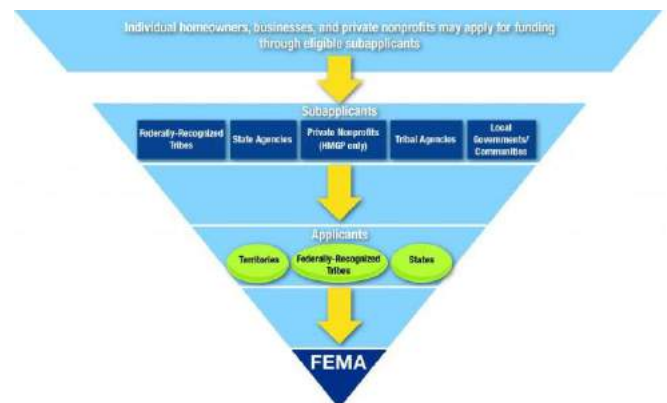 Individual homeowners, businesses, and private nonprofits may apply for funding
through eligible subapplicants
Subapplicants
Federally-Recognized
Tribes
State Agencies
Private Nonprofits
(HMGP only)
Tribal Agencies
Local
Governments/
Communities
Applicants
Territories
Federally-Recognized
Tribes
States
FEMA